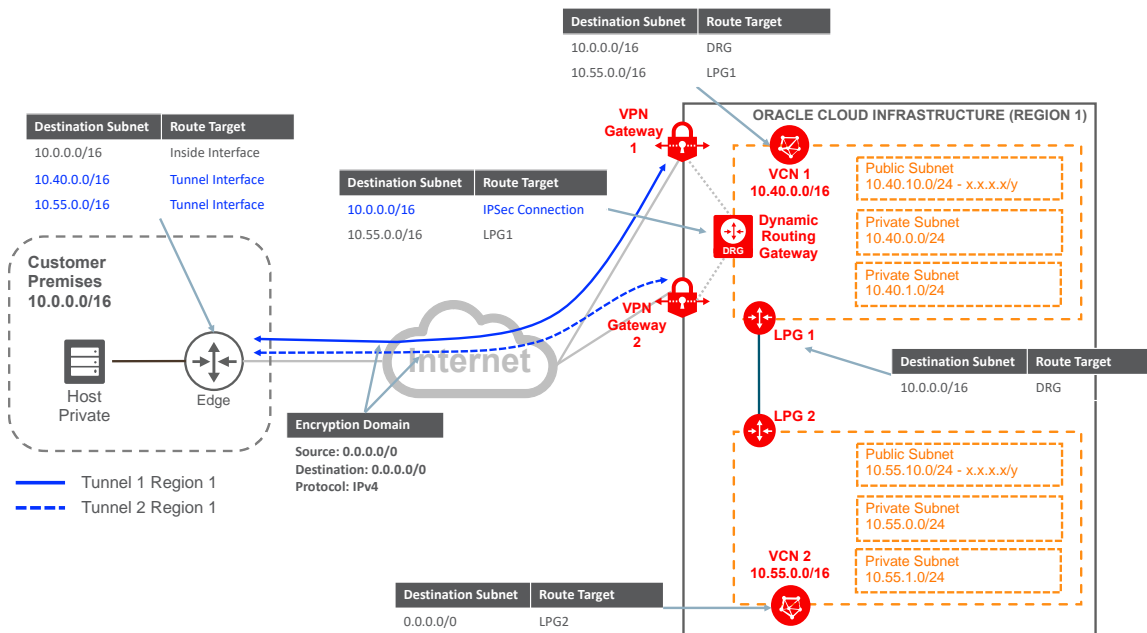 Destination Subnet Route Target
10.0.0.0/16 DRG
10.55.0.0/16 LPG1
ORACLE CLOUD INFRASTRUCTURE (REGION 1)
VPN
Gateway
1
Destination Subnet Route Target
10.0.0.0/16 Inside Interface
10.40.0.0/16 Tunnel Interface
10.55.0.0/16 Tunnel Interface
VCN 1
10.40.0.0/16
Public Subnet
10.40.10.0/24 - x.x.x.x/y
Private Subnet
10.40.0.0/24
Private Subnet
10.40.1.0/24
Destination Subnet Route Target
10.0.0.0/16 IPSec Connection
10.55.0.0/16 LPG1
Dynamic
Routing
Gateway
DRG
Customer
Premises
10.0.0.0/16
VPN
Gateway
2
LPG 1
Internet
Host
Private
Edge
Destination Subnet Route Target
10.0.0.0/16 DRG
LPG 2
Encryption Domain
Source: 0.0.0.0/0
Destination: 0.0.0.0/0
Protocol: IPv4
Public Subnet
10.55.10.0/24 - x.x.x.x/y
Private Subnet
10.55.0.0/24
Private Subnet
10.55.1.0/24
Tunnel 1 Region 1
Tunnel 2 Region 1
VCN 2
10.55.0.0/16
Destination Subnet Route Target
0.0.0.0/0 LPG2